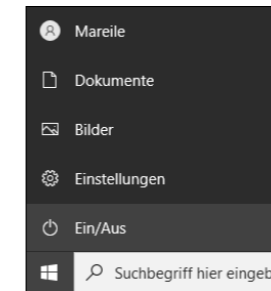 Mareile
Dokumente
Bilder
Einstellungen
Ein/Aus
Suchbegriff hier eingeb